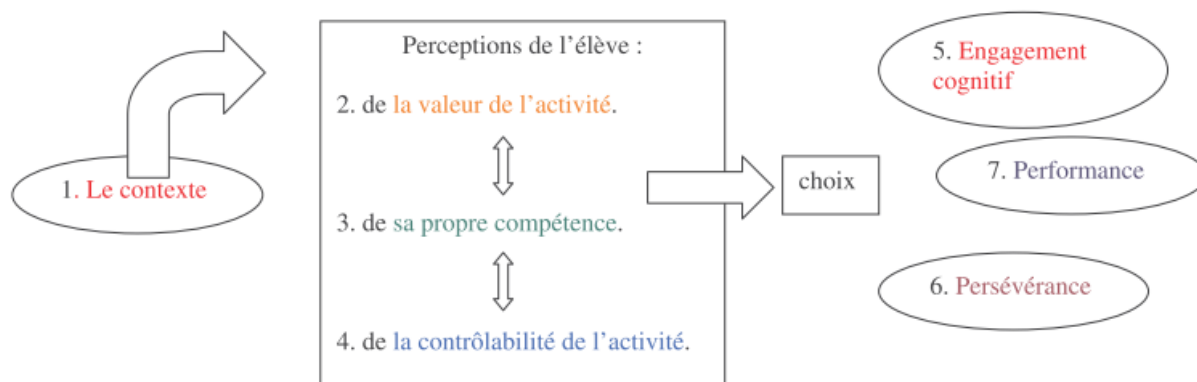 1. Le contexte
Perceptions de l’élève :
2. de la valeur de l’activité.
3. de sa propre compétence.
4. de la contrôlabilité de l’activité.
choix
5. Engagement
cognitif
7. Performance
6. Persévérance